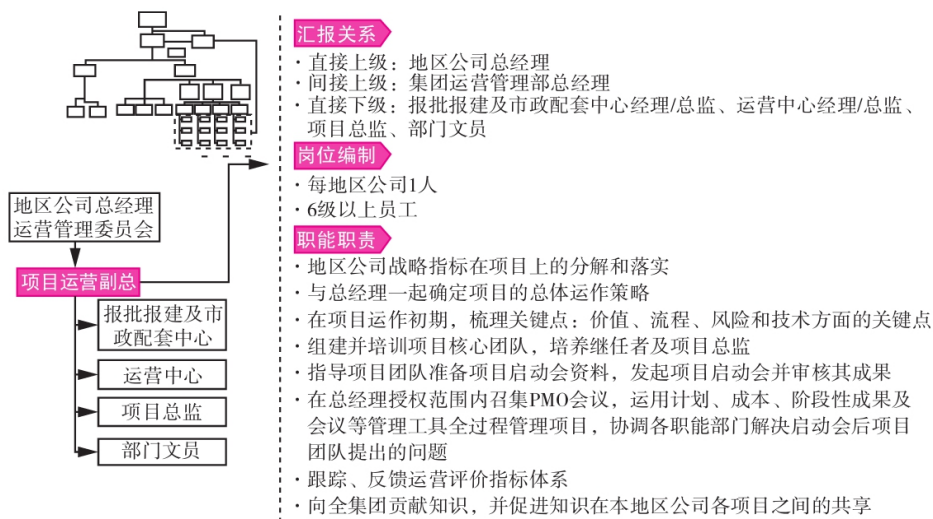 汇报关系
·直接上级：地区公司总经理
·间接上级：集团运营管理部总经理
·直接下级：报批报建及市政配套中心经理/总监、运营中心经理/总监、
项目总监、部门文员
岗位编制
·每地区公司1人
·6级以上员工
职能职责
·地区公司战略指标在项目上的分解和落实
·与总经理一起确定项目的总体运作策略
·在项目运作初期，梳理关键点：价值、流程、风险和技术方面的关键点
·组建并培训项目核心团队，培养继任者及项目总监
·指导项目团队准备项目启动会资料，发起项目启动会并审核其成果
·在总经理授权范围内召集PMO会议，运用计划、成本、阶段性成果及
会议等管理工具全过程管理项目，协调各职能部门解决启动会后项目
团队提出的问题
·跟踪、反馈运营评价指标体系
·向全集团贡献知识，并促进知识在本地区公司各项目之间的共享
地区公司总经理
运营管理委员会
项目运营副总
报批报建及市
政配套中心
运营中心
项目总监
部门文员